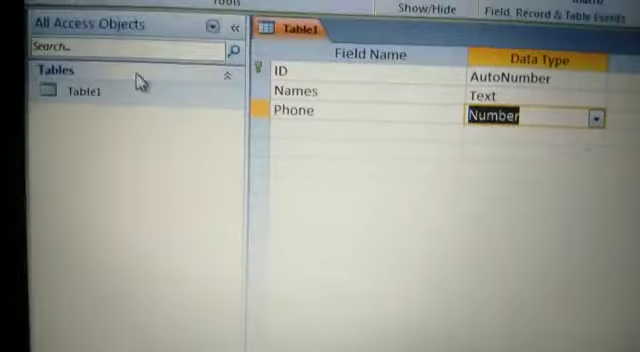 Tools
Show/Hide
Field, Record & Table Events
All Access Objects
Search..
Tables
Table1
Table1
Field Name Data Type
ID AutoNumber
Names Text
Phone Number